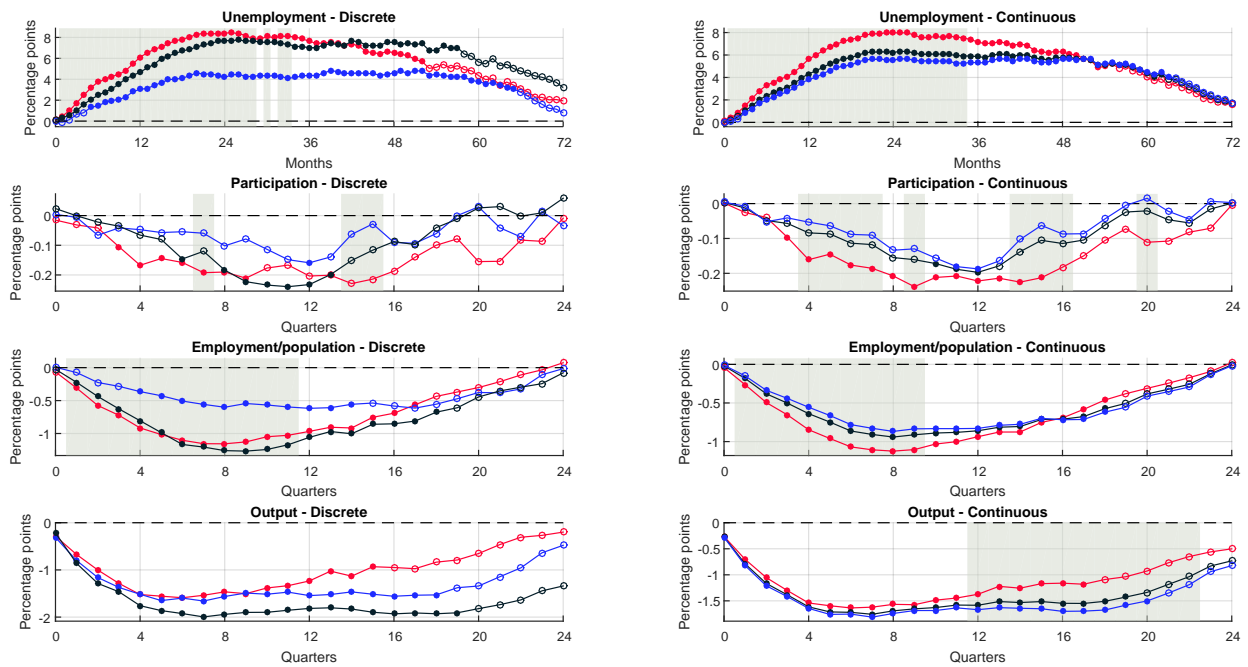 Unemployment - Discrete
Percentage points
8
6
4
2
0
0 12 24 36 48 60 72
Months
Unemployment - Continuous
Percentage points
8
6
4
2
0
0 12 24 36 48 60 72
Months
Participation - Discrete
Percentage points
0
-0.1
-0.2
0 4 8 12 16 20 24
Quarters
Participation - Continuous
Percentage points
0
-0.1
-0.2
0 4 8 12 16 20 24
Quarters
Employment/population - Discrete
Percentage points
0
-0.5
-1
0 4 8 12 16 20 24
Quarters
Employment/population - Continuous
Percentage points
0
-0.5
-1
0 4 8 12 16 20 24
Quarters
Output - Discrete
Percentage points
0
-1
-2
0 4 8 12 16 20 24
Quarters
Output - Continuous
Percentage points
0
-0.5
-1
-1.5
0 4 8 12 16 20 24
Quarters